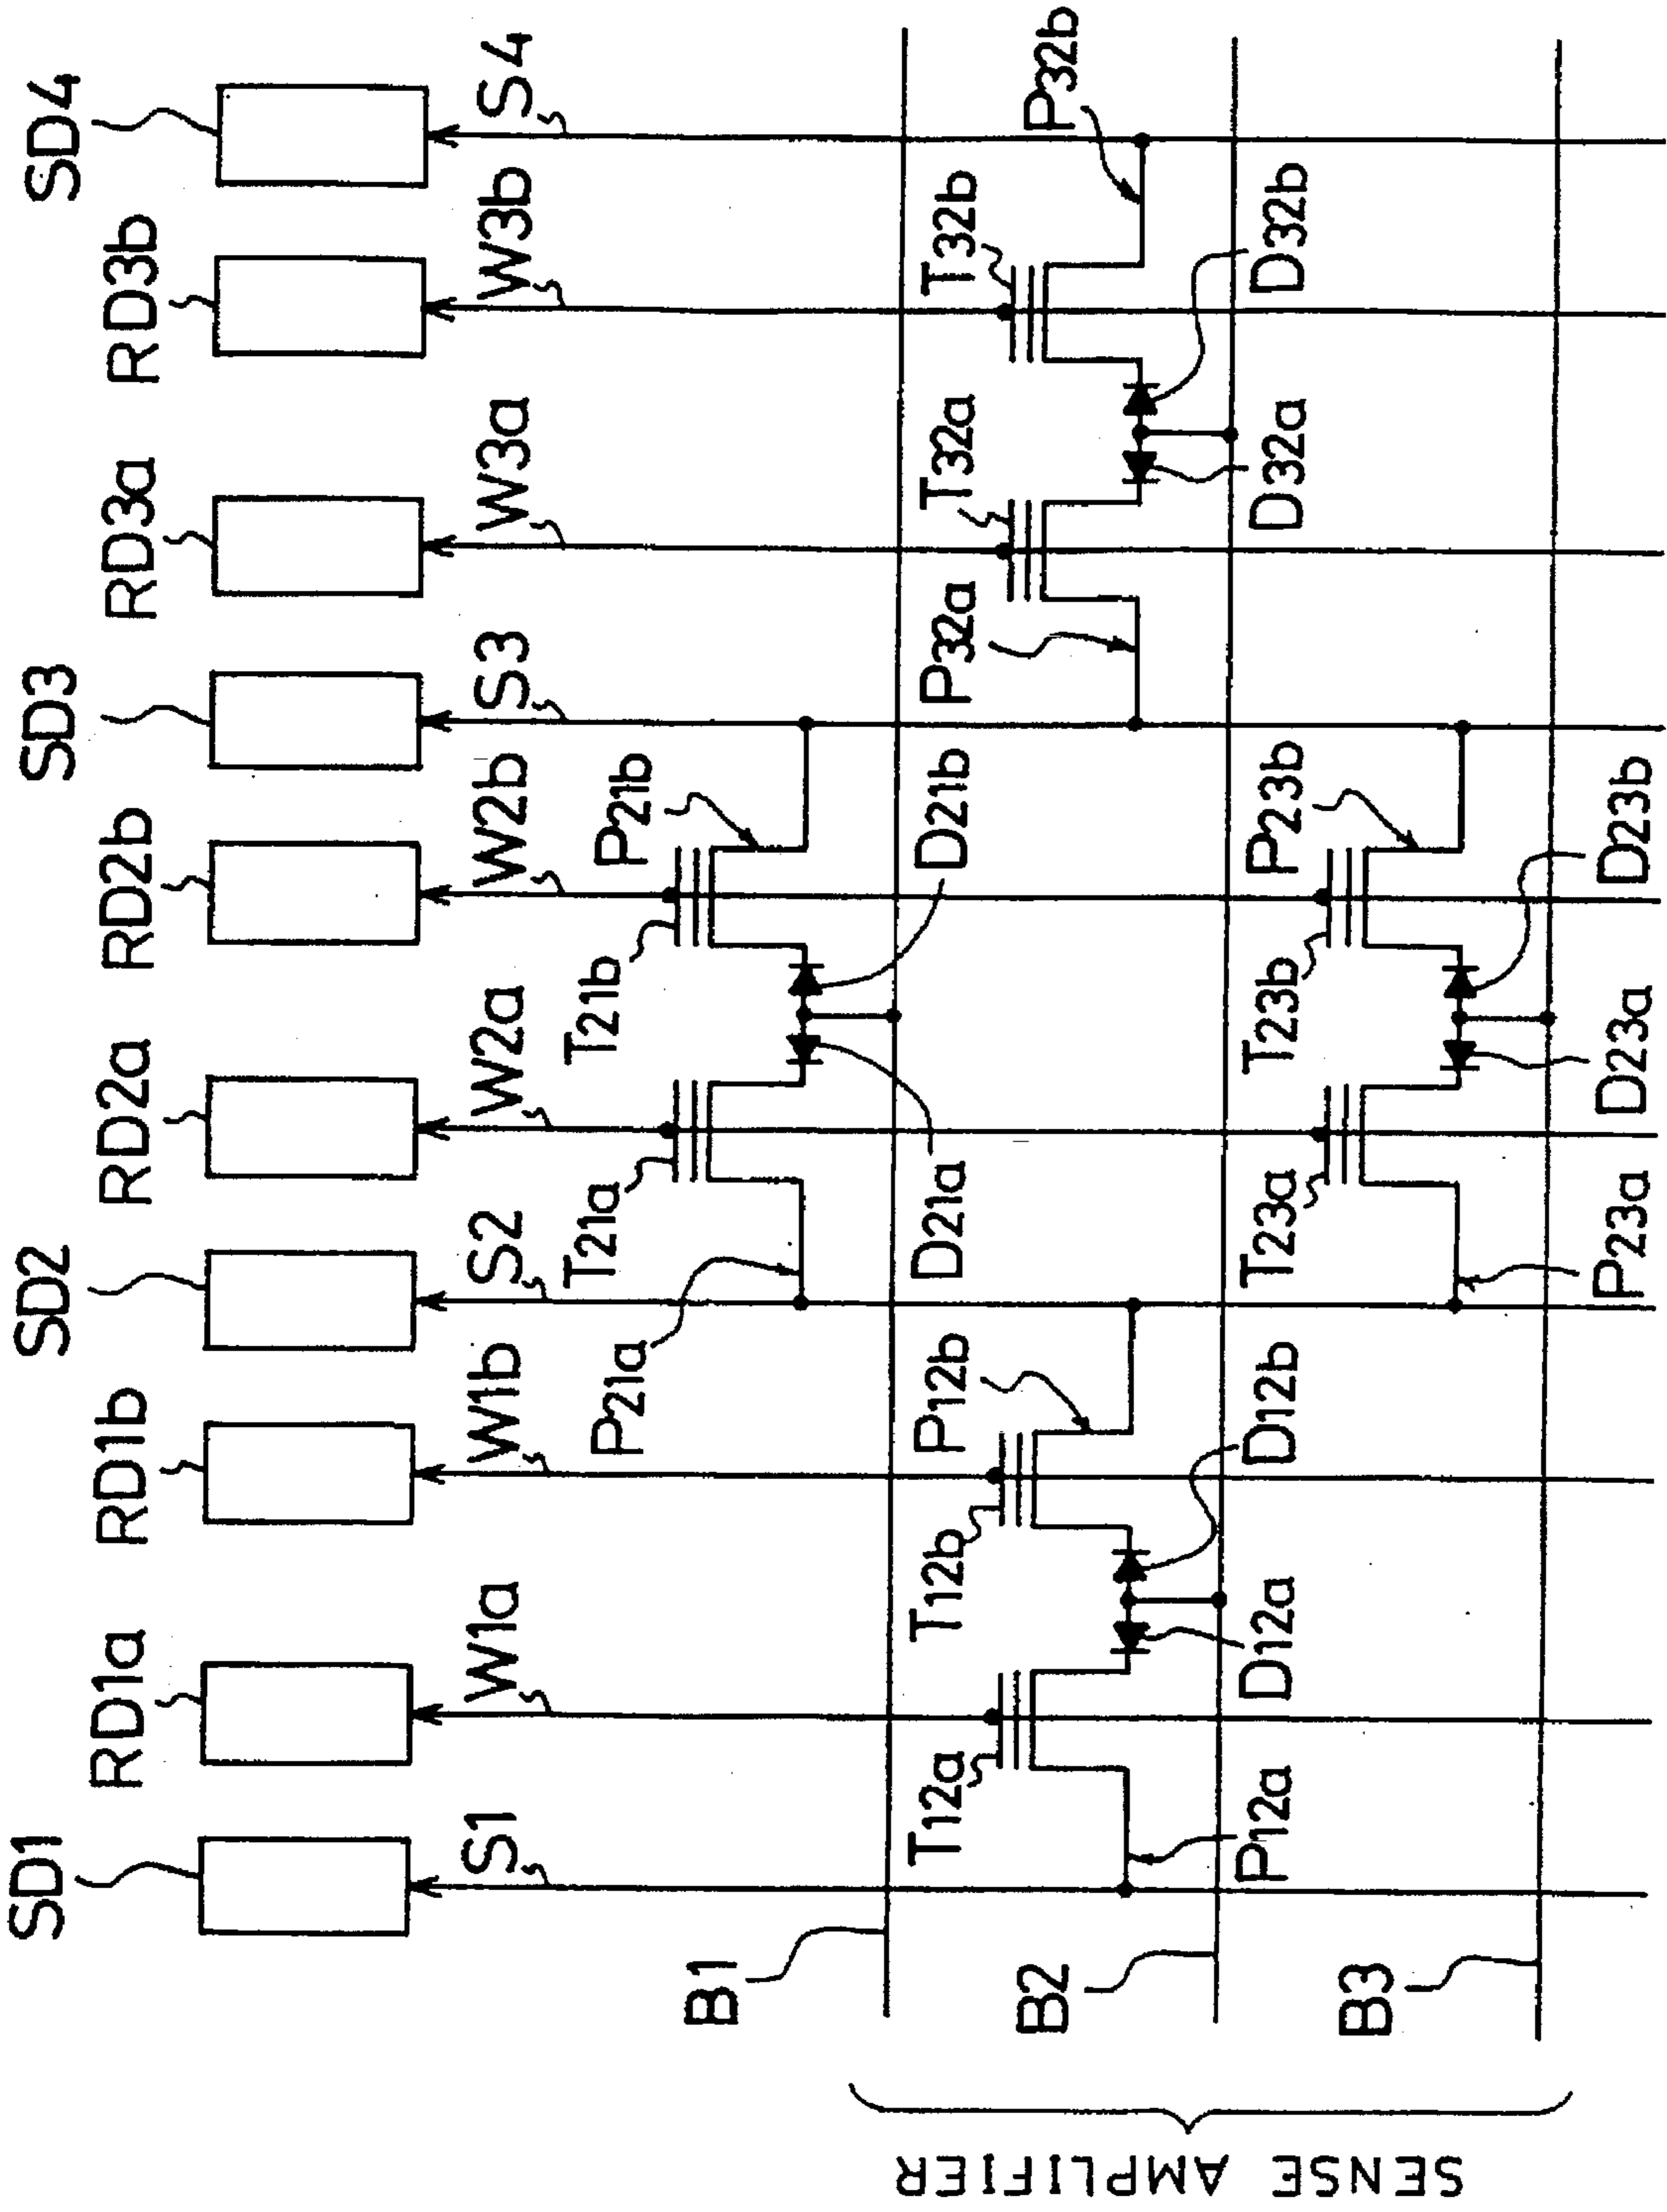 SD1
RD1a
RD1b
SD2
RD2a
RD2b
SD3
RD3a
RD3b
SD4
S1
W1a
W1b
S2
W2a
W2b
S3
W3a
W3b
S4
P21a
T21a
T21b
P21b
B1
D21a
D21b
T12a
T12b
P12b
P32a
T32a
T32b
P32b
B2
P12a
D12a
D12b
T23a
T23b
P23b
D32a
D32b
B3
P23a
D23a
D23b
SENSE AMPLIFIER